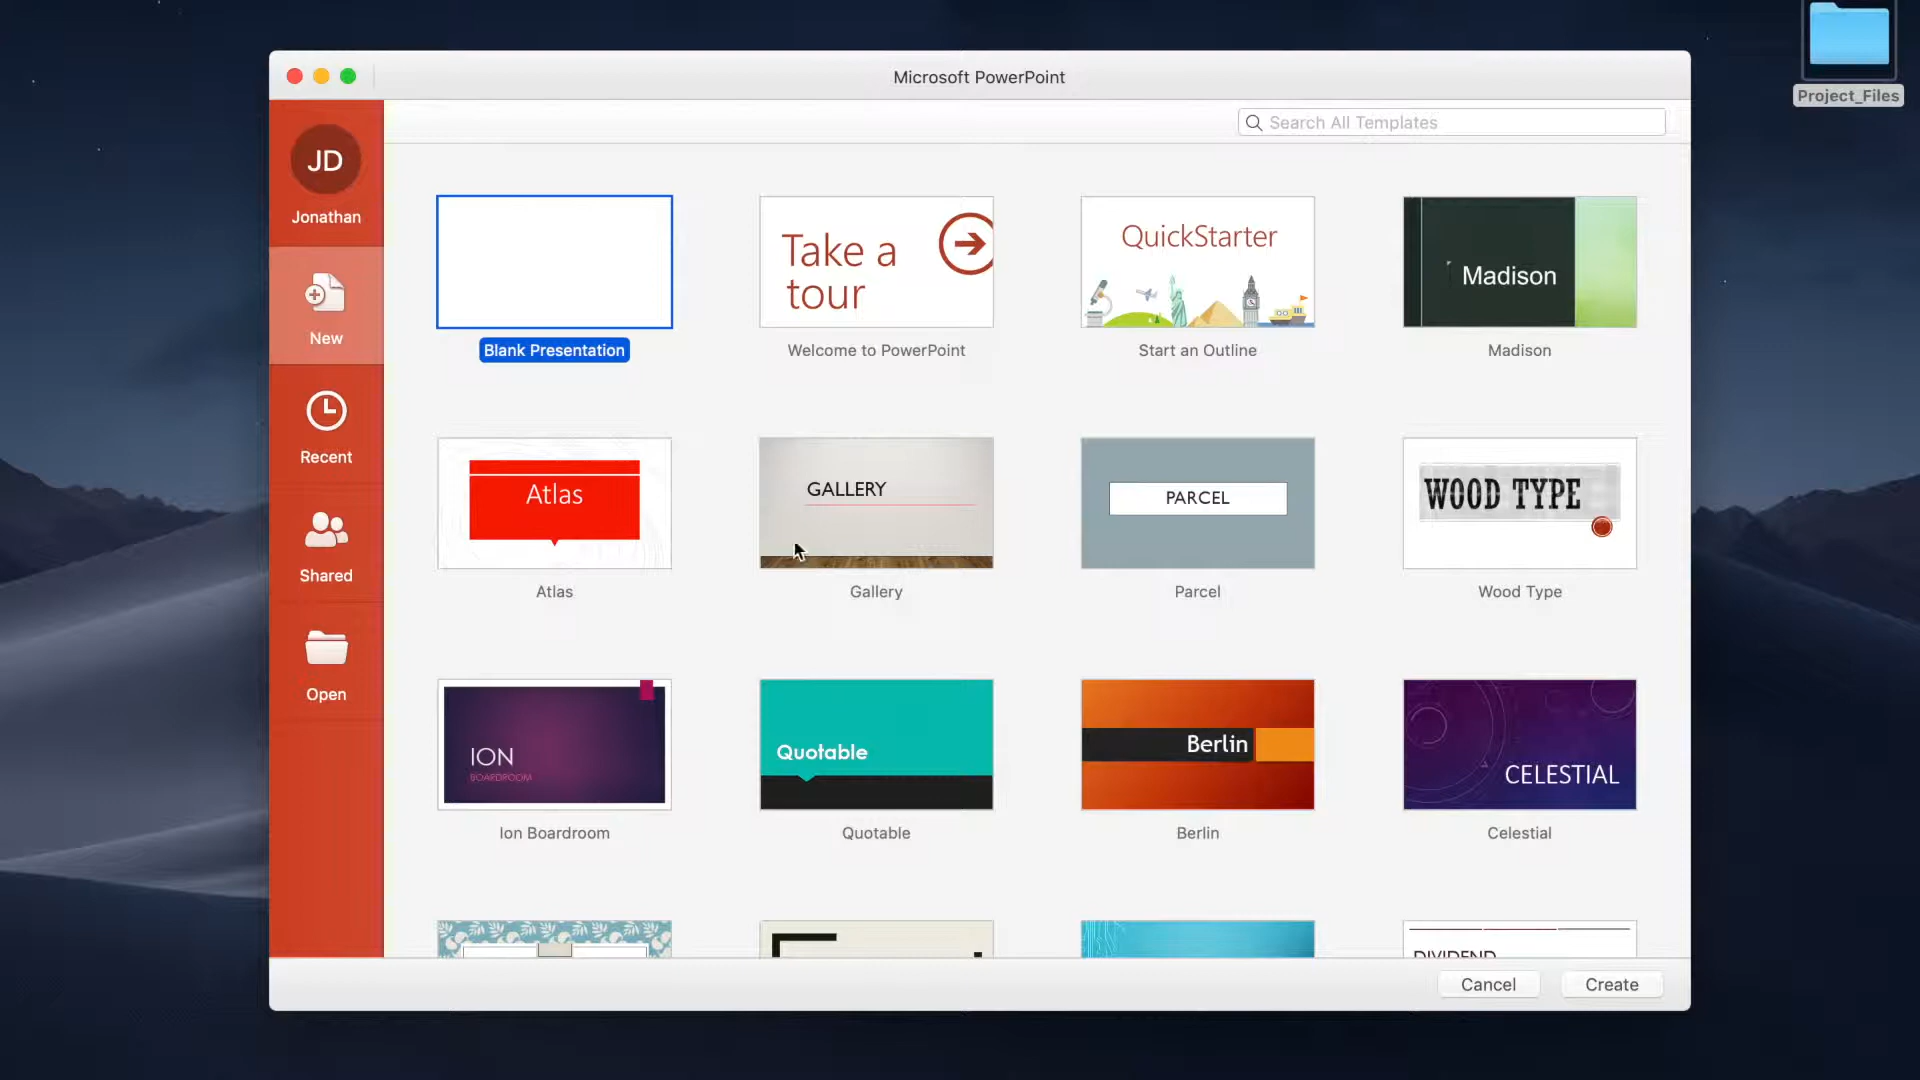 Microsoft PowerPoint
Project_Files
Search All Templates
JD
Jonathan
New
Recent
Shared
Open
Take a
tour
QuickStarter
Madison
Blank Presentation
Welcome to PowerPoint
Start an Outline
Madison
Atlas
GALLERY
PARCEL
WOOD TYPE
Atlas
Gallery
Parcel
Wood Type
ION
BOARDROOM
Quotable
Berlin
CELESTIAL
Ion Boardroom
Quotable
Berlin
Celestial
DIVIDEND
Cancel
Create